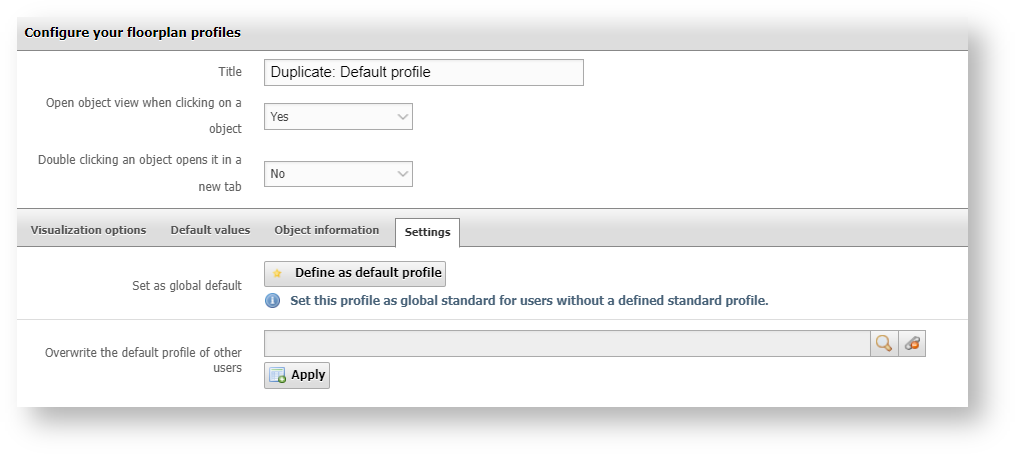 Configure your floorplan profiles
Title
Duplicate: Default profile
Open object view when clicking on a
object
Yes
Double clicking an object opens it in a
new tab
No
Visualization options Default values Object information Settings
Set as global default
Define as default profile
Set this profile as global standard for users without a defined standard profile.
Overwrite the default profile of other
users
Apply